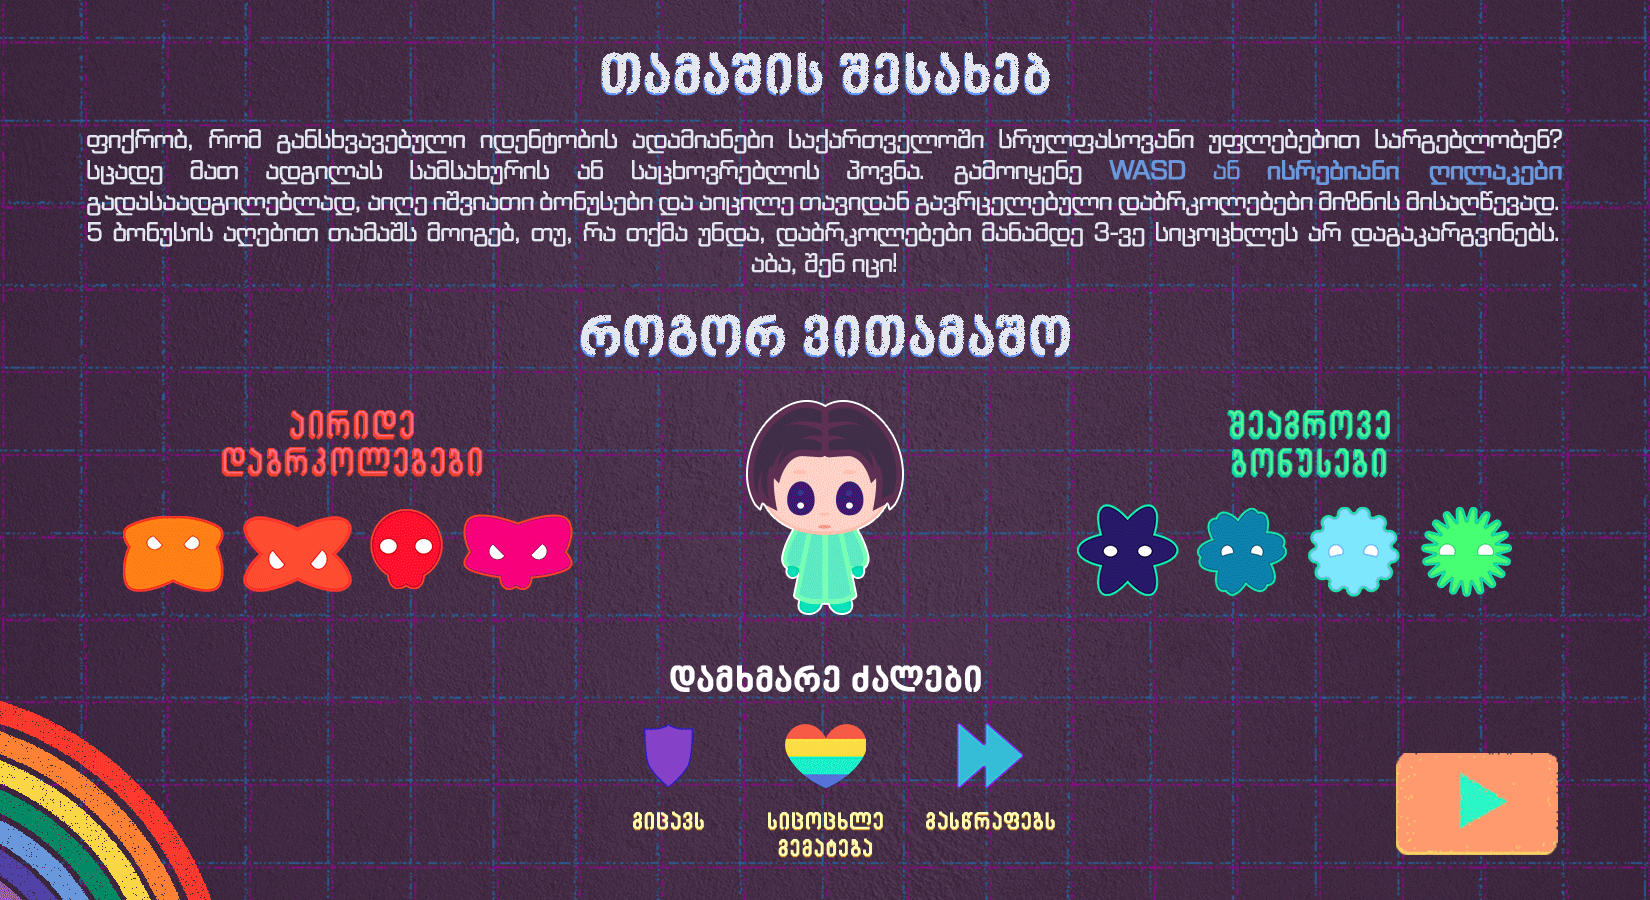 თამაშის შესახებ
ფიქრობ, რომ განსხვავებული იდენტობის ადამიანები საქართველოში სრულფასოვანი უფლებებით სარგებლობენ?
სცადე მათ ადგილას სამსახურის ან საცხოვრებლის პოვნა. გამოიყენე WASD ან ისრებიანი ღილაკები
გადასაადგილებლად, აიღე იშვიათი ბონუსები და აიცილე თავიდან გავრცელებული დაბრკოლებები მიზნის მისაღწევად.
5 ბონუსის აღებით თამაშს მოიგებ, თუ, რა თქმა უნდა, დაბრკოლებები მანამდე 3-ვე სიცოცხლეს არ დაგაკარგვინებს.
აბა, შენ იცი!
როგორ ვითამაშო
აირიდე
დაბრკოლებები
შეაგროვე
ბონუსები
დამხმარე ძალები
გიცავს
სიცოცხლე
გემატება
გასწრაფებს